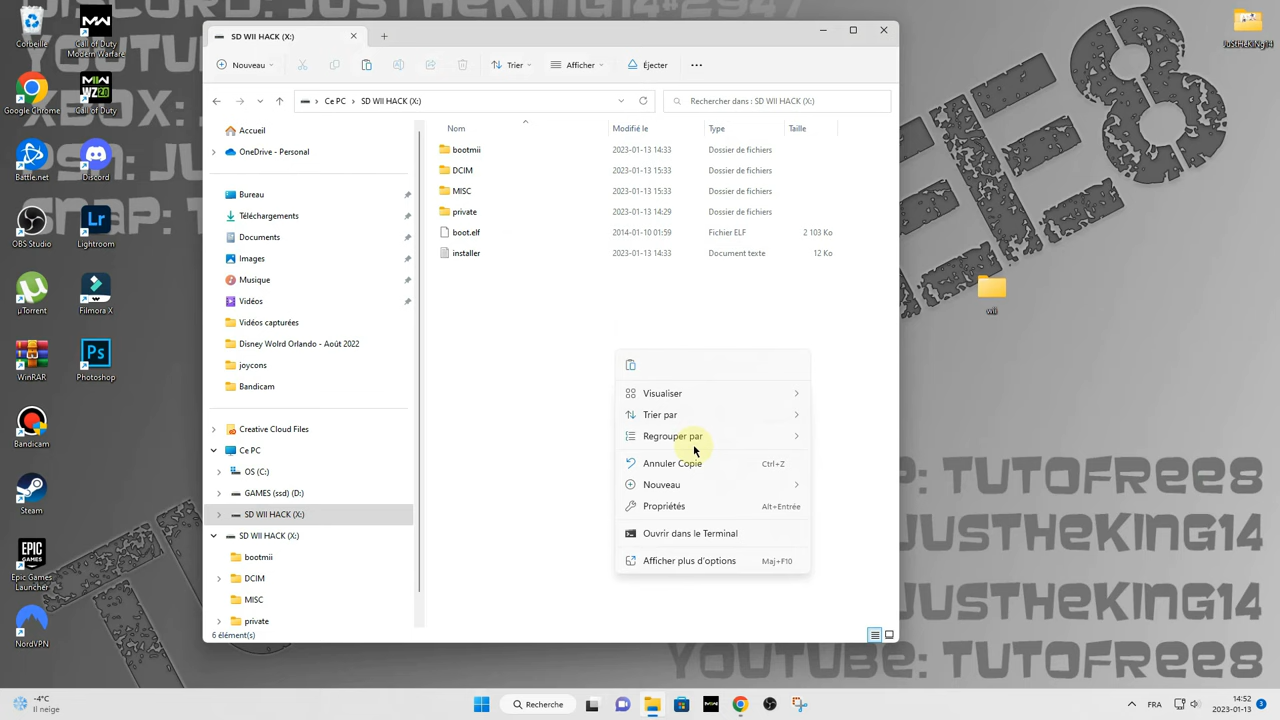 Corbeille
Call of Duty
Modern Warfare
Google Chrome
Call of Duty
Battle.net
Discord
OBS Studio
Lightroom
µTorrent
Filmora X
WinRAR
Photoshop
Bandicam
Steam
Epic Games
Launcher
NordVPN
SD WII HACK (X:)
Nouveau
Trier
Afficher
Éjecter
Ce PC > SD WII HACK (X:)
Rechercher dans : SD WII HACK (X:)
Accueil
OneDrive - Personal
Bureau
Téléchargements
Documents
Images
Musique
Vidéos
Vidéos capturées
Disney Wolrd Orlando - Août 2022
joycons
Bandicam
Creative Cloud Files
Ce PC
OS (C:)
GAMES (ssd) (D:)
SD WII HACK (X:)
SD WII HACK (X:)
bootmii
DCIM
MISC
private
6 élément(s)
Nom Modifié le Type Taille
bootmii 2023-01-13 14:33 Dossier de fichiers
DCIM 2023-01-13 15:33 Dossier de fichiers
MISC 2023-01-13 15:33 Dossier de fichiers
private 2023-01-13 14:29 Dossier de fichiers
boot.elf 2014-01-10 01:59 Fichier ELF 2 103 Ko
installer 2023-01-13 14:33 Document texte 12 Ko
Visualiser
Trier par
Regrouper par
Annuler Copie Ctrl+Z
Nouveau
Propriétés Alt+Entrée
Ouvrir dans le Terminal
Afficher plus d'options Maj+F10
JusTheKiNg14
wii
: TUTOFREE8
JUSTHEKING14
JUSTHEKING14
YOUTUBE: TUTOFREE8
-4°C
Il neige
Recherche
FRA
14:52
2023-01-13
3